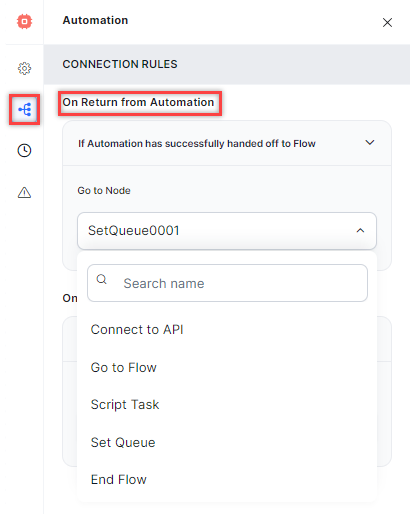 Automation
CONNECTION RULES
On Return from Automation
If Automation has successfully handed off to Flow
Go to Node
SetQueue0001
Search name
On
Connect to API
Go to Flow
Script Task
Set Queue
End Flow